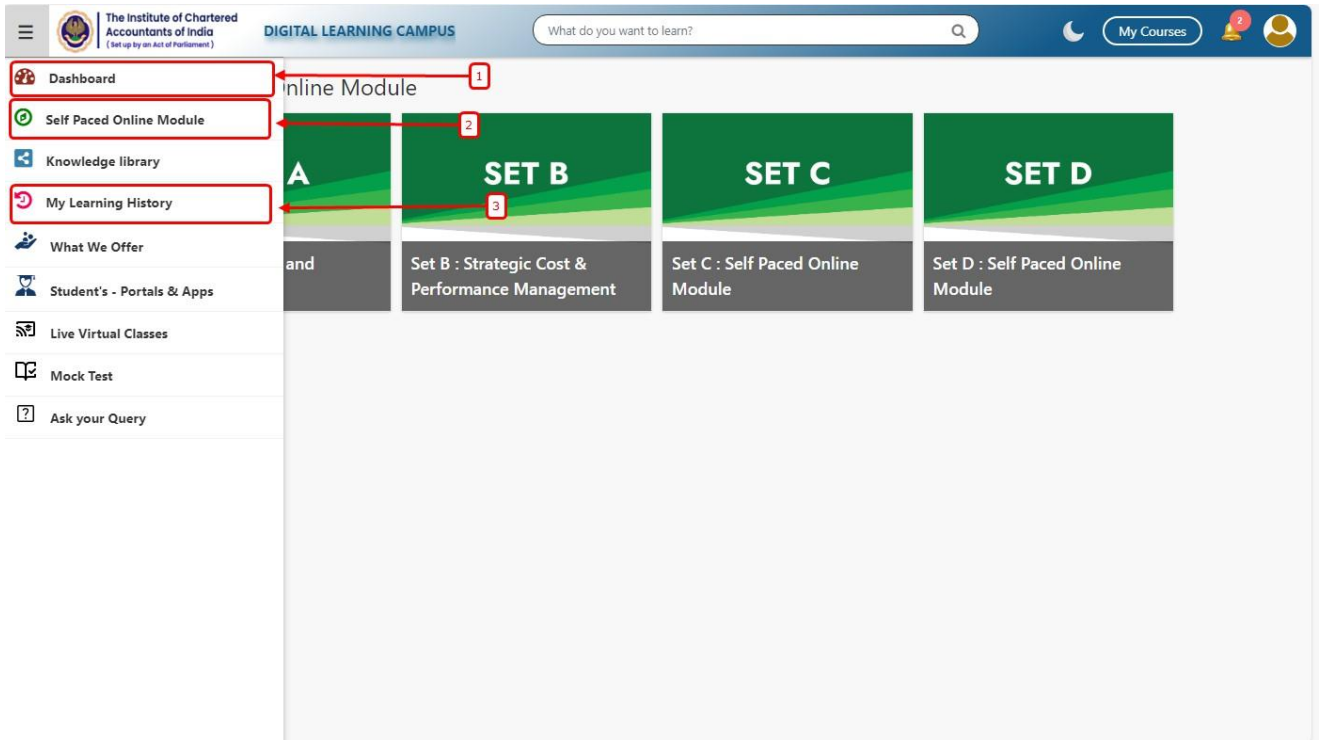 The Institute of Chartered
Accountants of India
(Set up by an Act of Parliament)
DIGITAL LEARNING CAMPUS
What do you want to learn?
My Courses
2
Dashboard
1
Self Paced Online Module
2
Knowledge library
My Learning History
3
What We Offer
Student's - Portals & Apps
Live Virtual Classes
Mock Test
Ask your Query
Online Module
A
and
SET B
Set B : Strategic Cost &
Performance Management
SET C
Set C : Self Paced Online
Module
SET D
Set D : Self Paced Online
Module